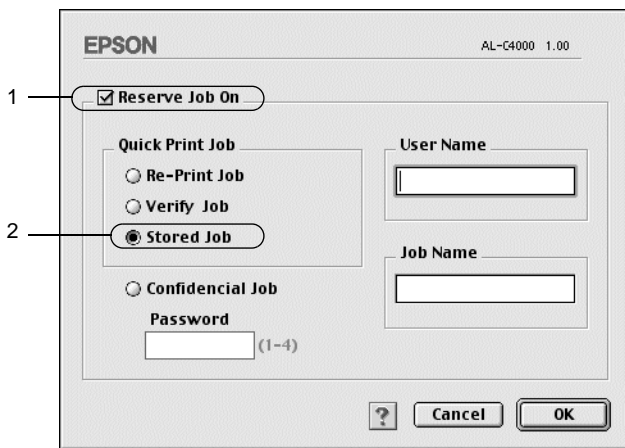 EPSON
AL-C4000 1.00
1
Reserve Job On
Quick Print Job
Re-Print Job
Verify Job
2
Stored Job
Confidencial Job
Password
(1-4)
User Name
Job Name
?
Cancel
OK